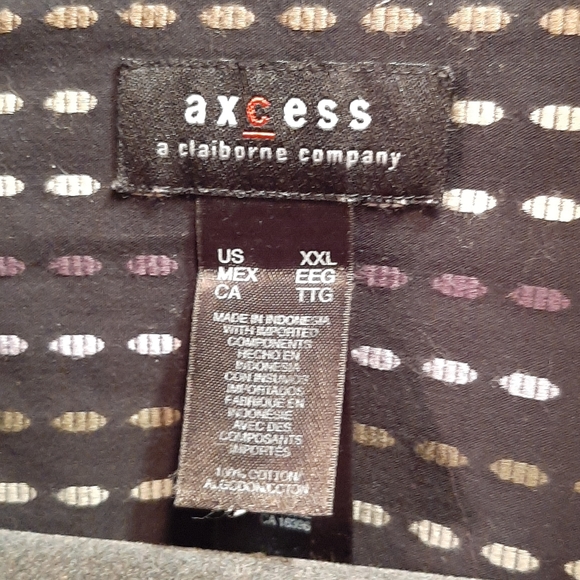 axcess
a claiborne company
US XXL
MEX EEG
CA TTG
MADE IN INDONESIA
WITH IMPORTED
COMPONENTS
HECHO EN
INDONESIA
CON INSUMOS
IMPORTADOS
FABRIQUE EN
INDONESIE
AVEC DES
COMPOSANTS
IMPORTÉS
100% COTTON/
ALGODON/COTON